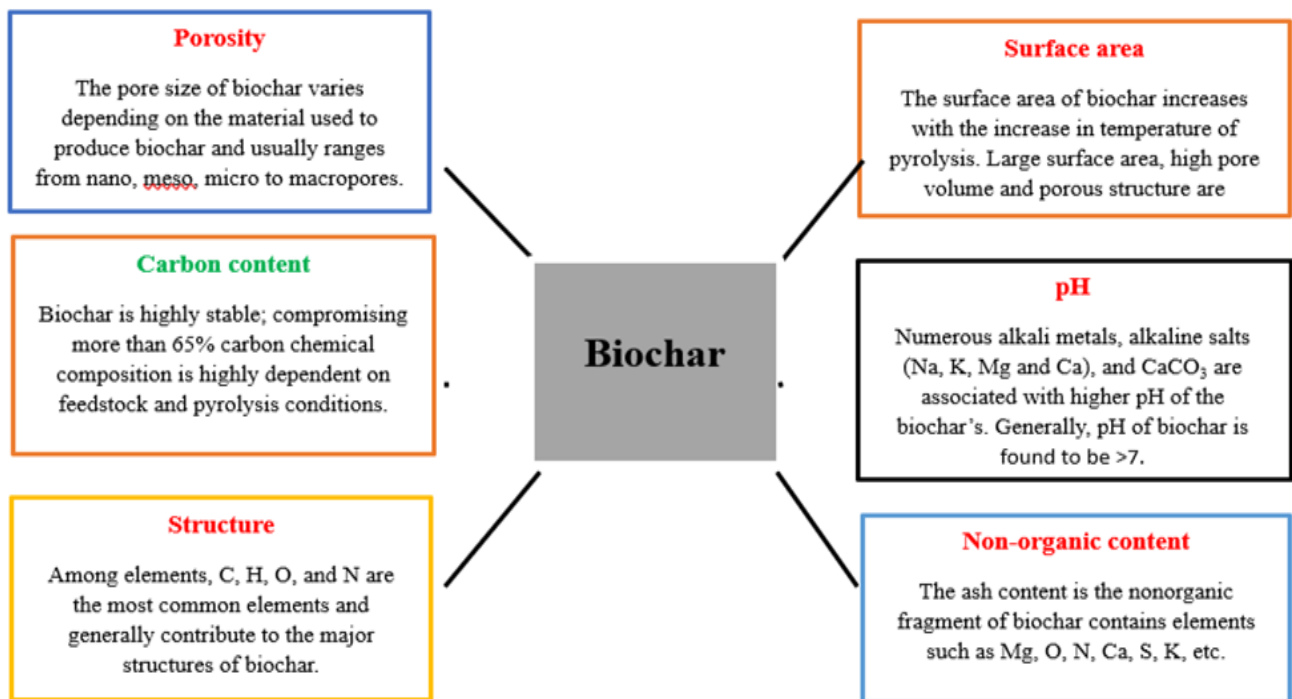 Porosity
The pore size of biochar varies
depending on the material used to
produce biochar and usually ranges
from nano, meso, micro to macropores.
Surface area
The surface area of biochar increases
with the increase in temperature of
pyrolysis. Large surface area, high pore
volume and porous structure are
Carbon content
Biochar is highly stable; compromising
more than 65% carbon chemical
composition is highly dependent on
feedstock and pyrolysis conditions.
Biochar
pH
Numerous alkali metals, alkaline salts
(Na, K, Mg and Ca), and CaCO₃ are
associated with higher pH of the
biochar’s. Generally, pH of biochar is
found to be >7.
Structure
Among elements, C, H, O, and N are
the most common elements and
generally contribute to the major
structures of biochar.
Non-organic content
The ash content is the nonorganic
fragment of biochar contains elements
such as Mg, O, N, Ca, S, K, etc.